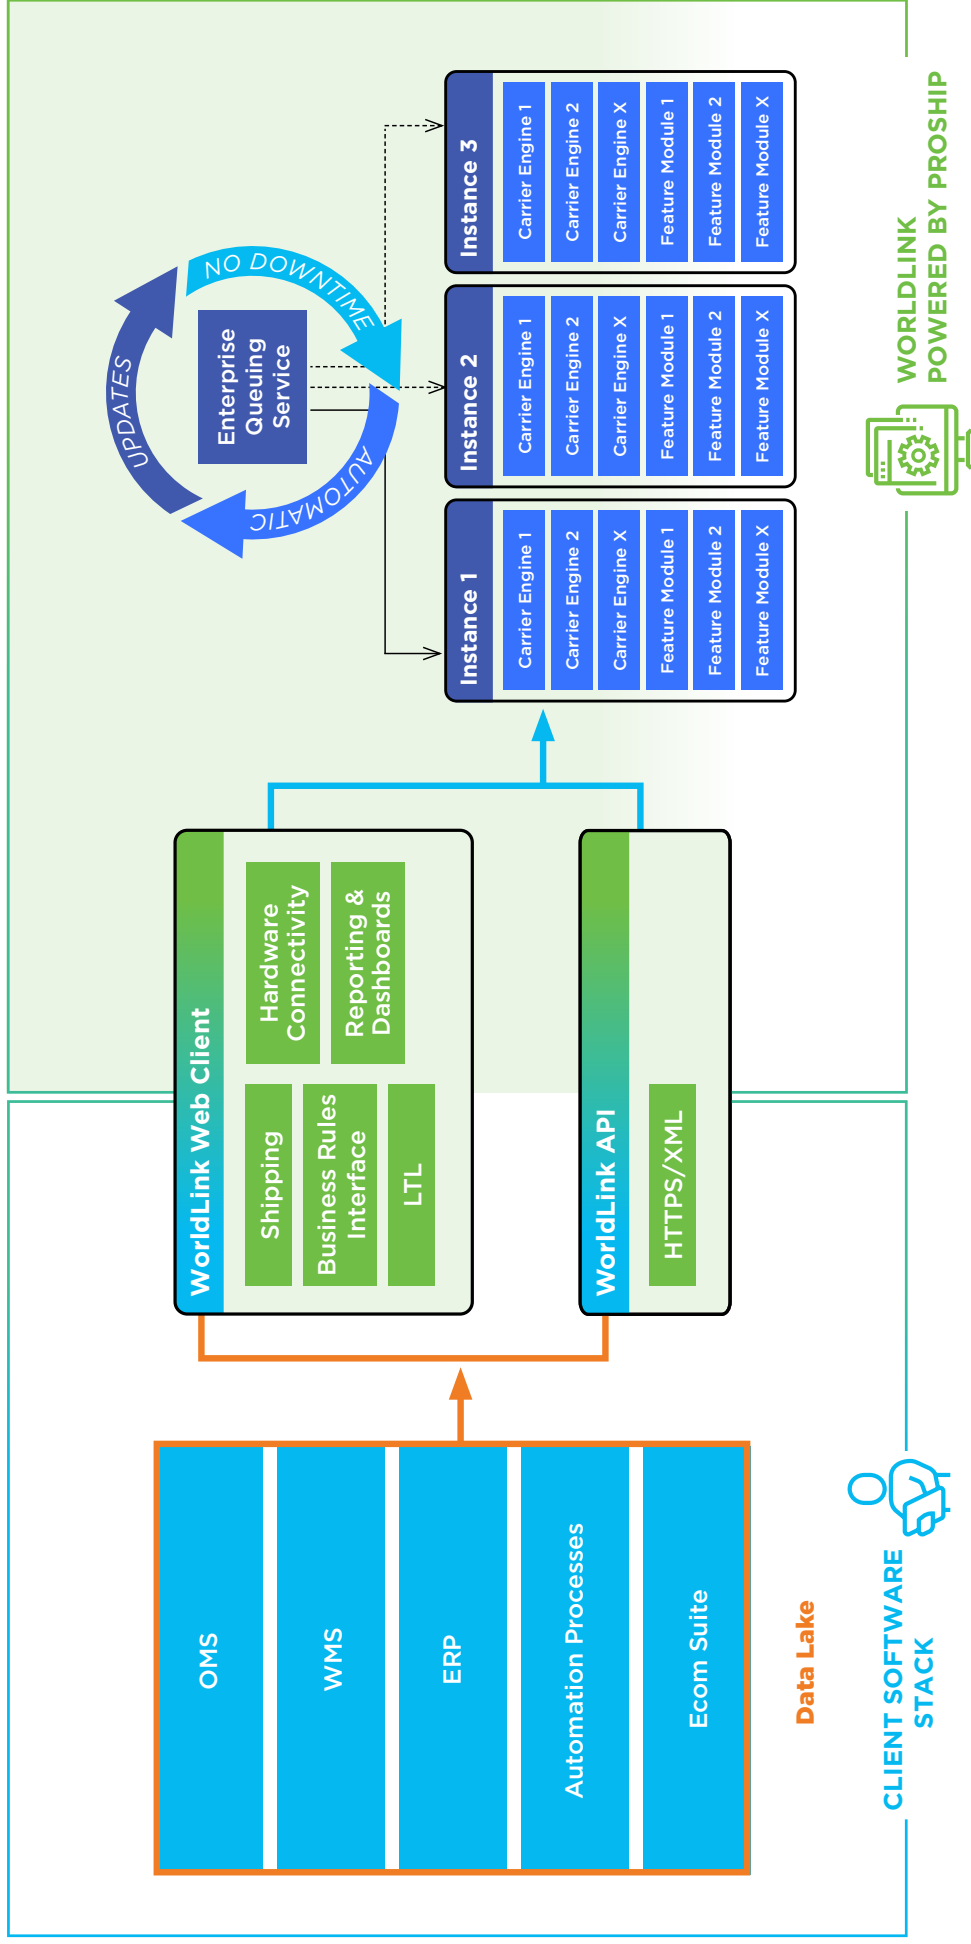 OMS
WMS
ERP
Automation Processes
Ecom Suite
Data Lake
CLIENT SOFTWARE
STACK
WorldLink Web Client
Shipping
Business Rules
Interface
LTL
Hardware
Connectivity
Reporting &
Dashboards
WorldLink API
HTTPS/XML
AUTOMATIC
UPDATES
NO DOWNTIME
Enterprise
Queuing
Service
Instance 1
Carrier Engine 1
Carrier Engine 2
Carrier Engine X
Feature Module 1
Feature Module 2
Feature Module X
Instance 2
Carrier Engine 1
Carrier Engine 2
Carrier Engine X
Feature Module 1
Feature Module 2
Feature Module X
Instance 3
Carrier Engine 1
Carrier Engine 2
Carrier Engine X
Feature Module 1
Feature Module 2
Feature Module X
WORLDLINK
POWERED BY PROSHIP